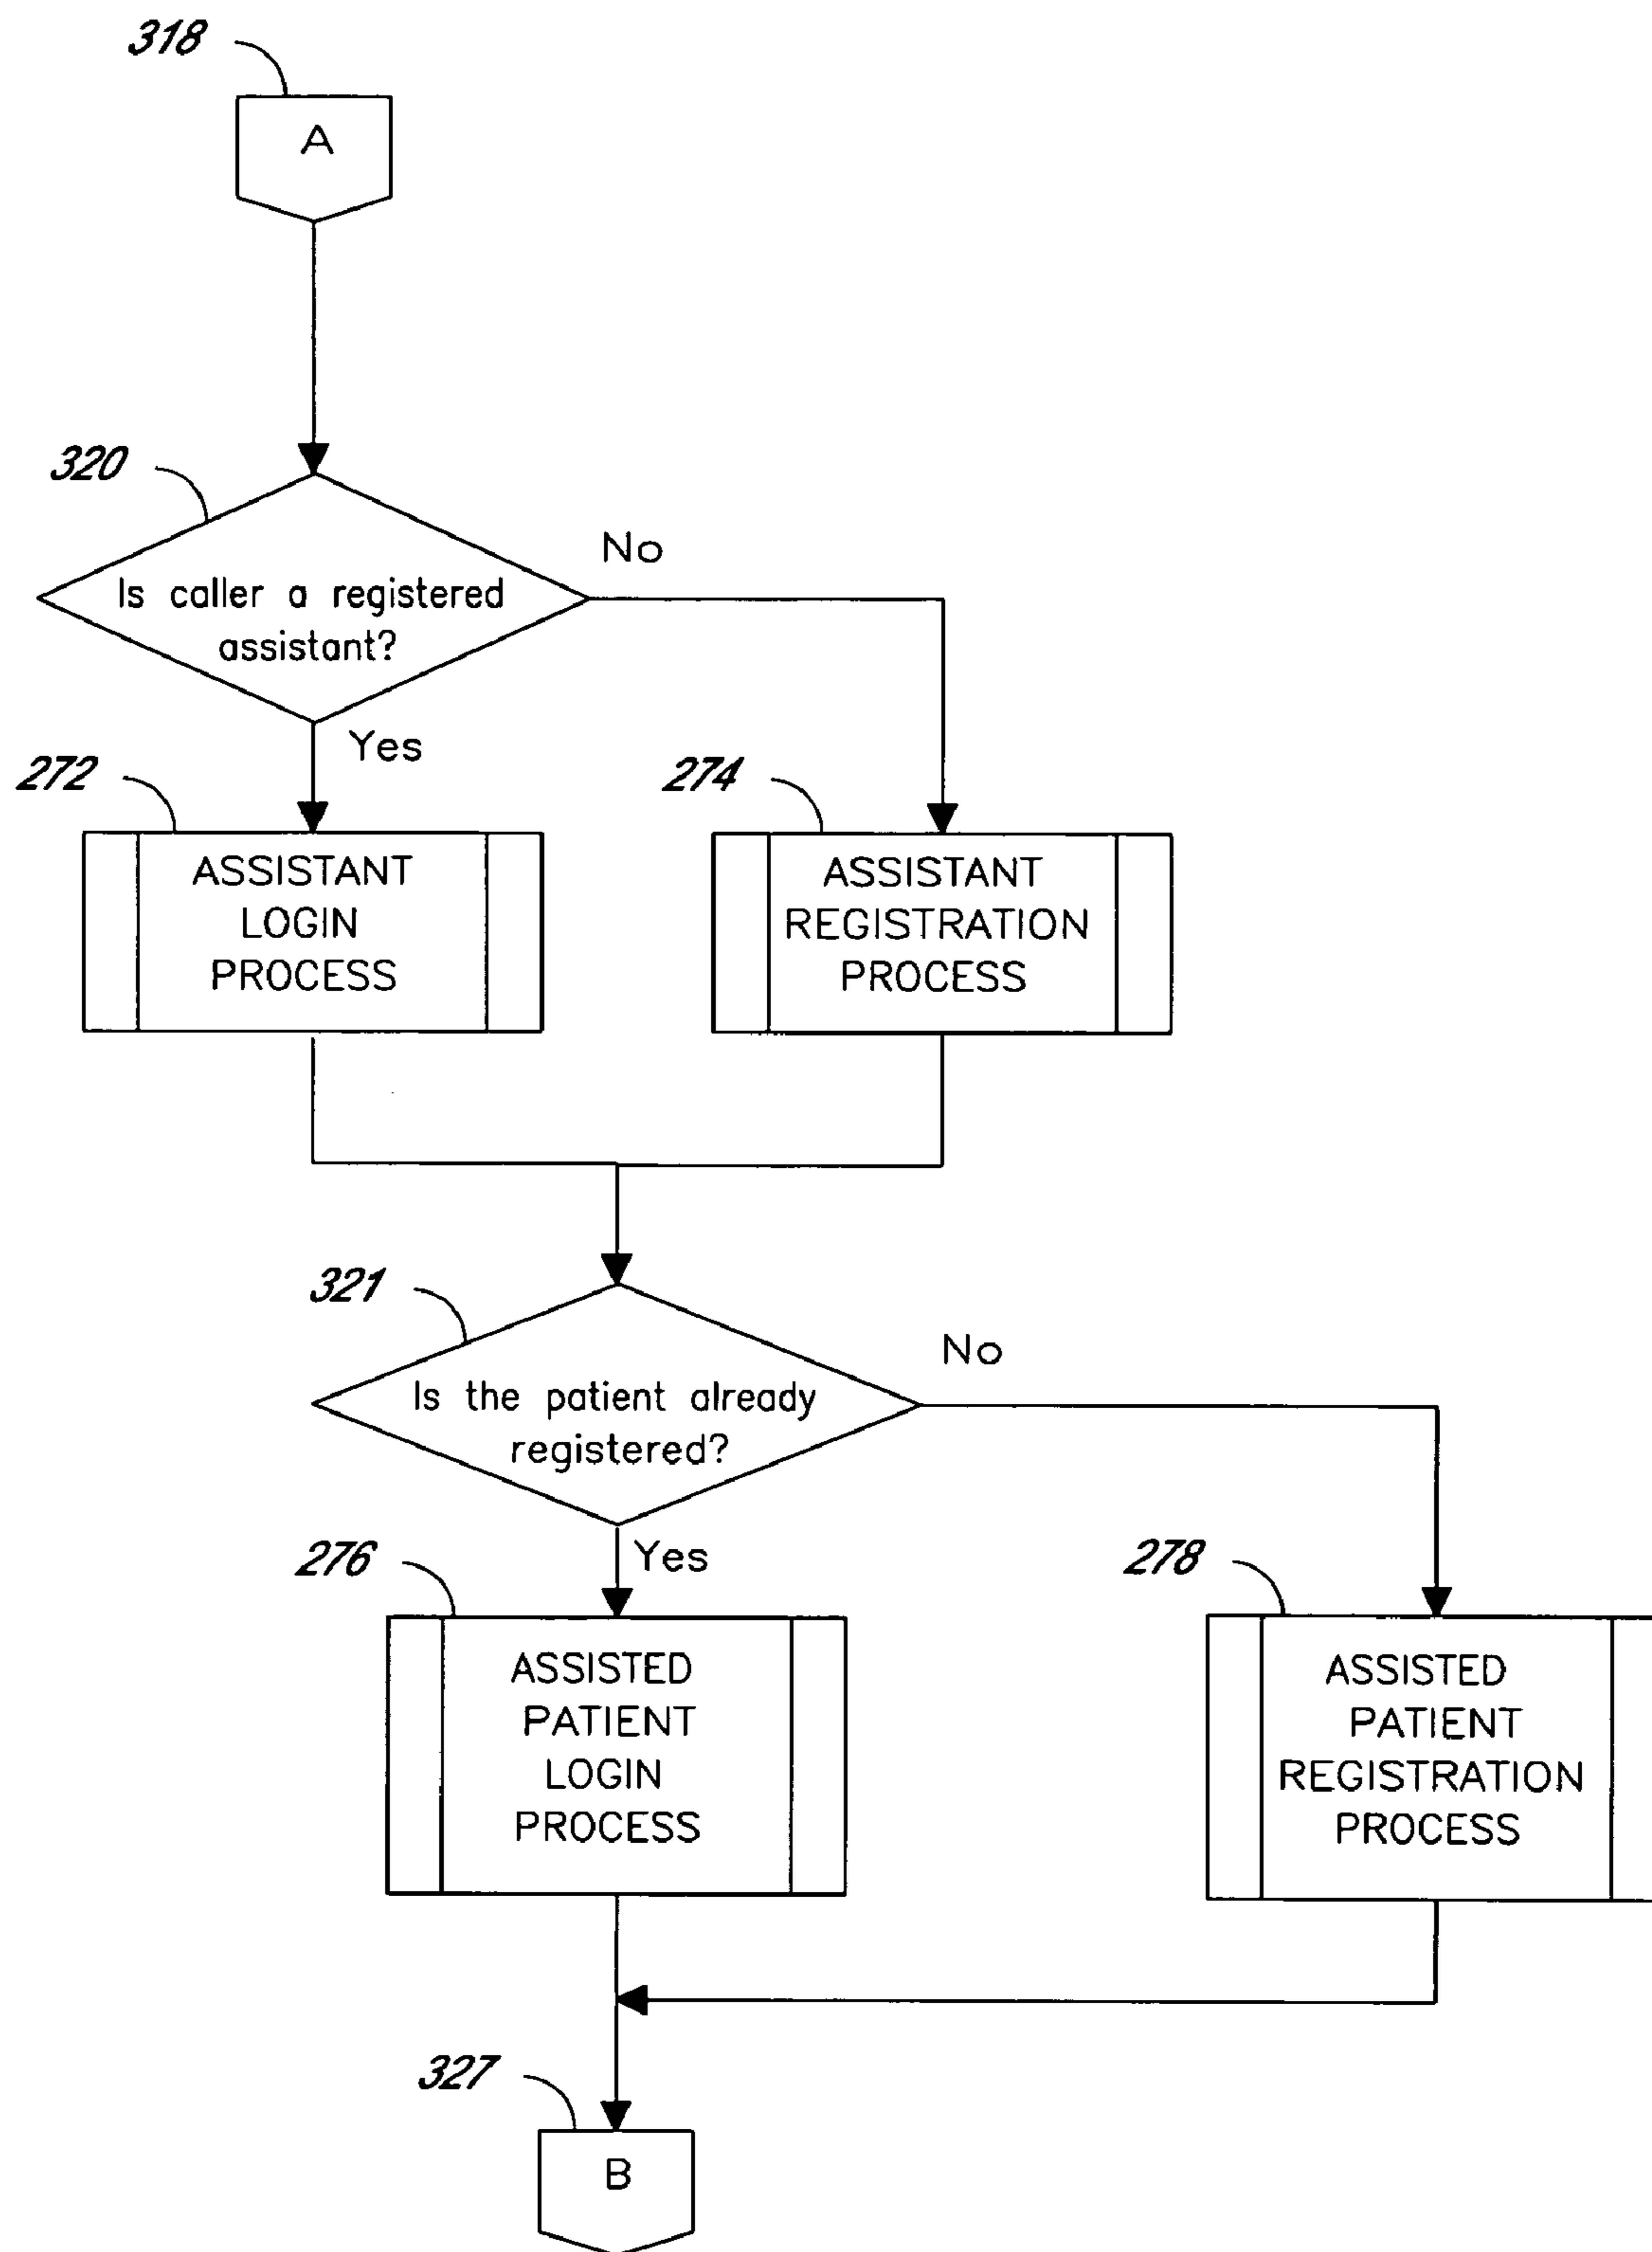 318
A
320
No
Is caller a registered
assistant?
Yes
272
274
ASSISTANT
LOGIN
PROCESS
ASSISTANT
REGISTRATION
PROCESS
321
No
Is the patient already
registered?
Yes
276
278
ASSISTED
PATIENT
LOGIN
PROCESS
ASSISTED
PATIENT
REGISTRATION
PROCESS
327
B